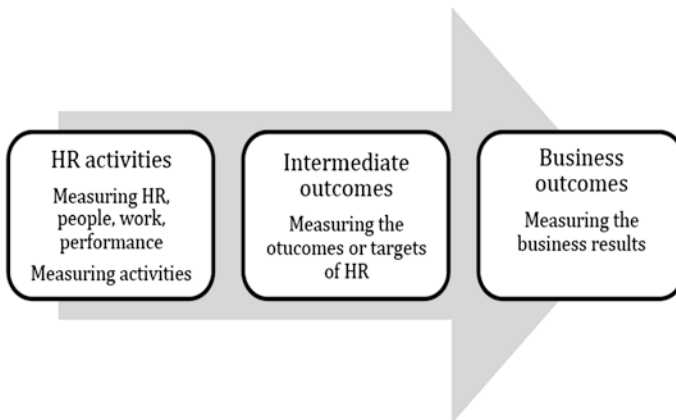 HR activities
Measuring HR,
people, work,
performance
Measuring activities
Intermediate
outcomes
Measuring the
otucomes or targets
of HR
Business
outcomes
Measuring the
business results